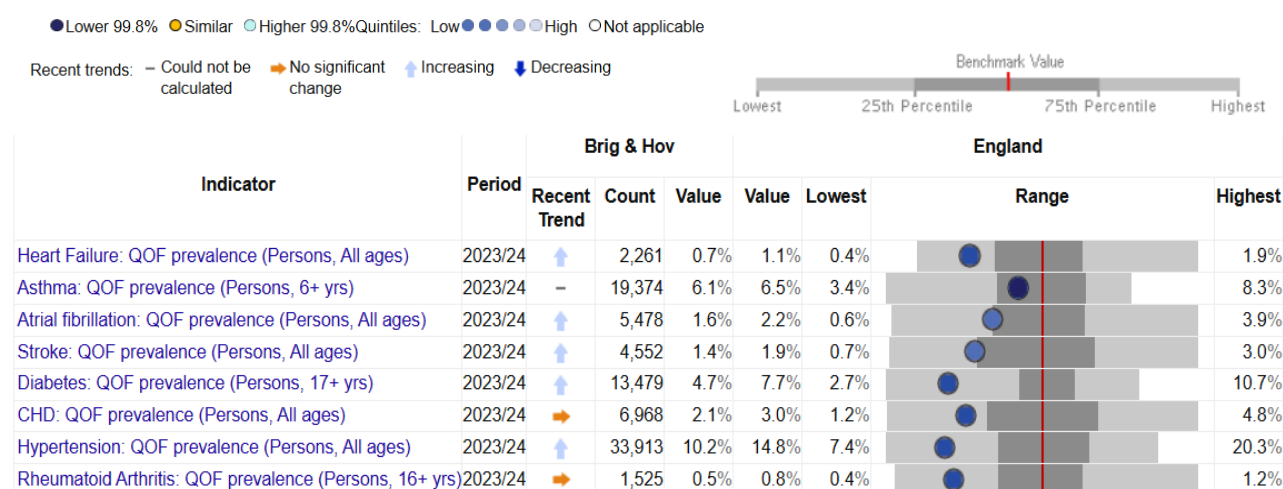 Lower 99.8% Similar Higher 99.8%Quintiles: Low High Not applicable
Recent trends: – Could not be calculated No significant change Increasing Decreasing
Benchmark Value
Lowest 25th Percentile 75th Percentile Highest
Brig & Hov England
Indicator Period Recent Trend Count Value Value Lowest Range Highest
Heart Failure: QOF prevalence (Persons, All ages) 2023/24 2,261 0.7% 1.1% 0.4% 1.9%
Asthma: QOF prevalence (Persons, 6+ yrs) 2023/24 – 19,374 6.1% 6.5% 3.4% 8.3%
Atrial fibrillation: QOF prevalence (Persons, All ages) 2023/24 5,478 1.6% 2.2% 0.6% 3.9%
Stroke: QOF prevalence (Persons, All ages) 2023/24 4,552 1.4% 1.9% 0.7% 3.0%
Diabetes: QOF prevalence (Persons, 17+ yrs) 2023/24 13,479 4.7% 7.7% 2.7% 10.7%
CHD: QOF prevalence (Persons, All ages) 2023/24 6,968 2.1% 3.0% 1.2% 4.8%
Hypertension: QOF prevalence (Persons, All ages) 2023/24 33,913 10.2% 14.8% 7.4% 20.3%
Rheumatoid Arthritis: QOF prevalence (Persons, 16+ yrs) 2023/24 1,525 0.5% 0.8% 0.4% 1.2%